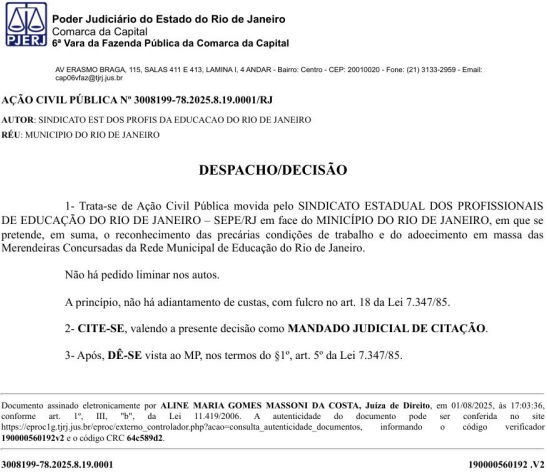 PJERJ
Poder Judiciário do Estado do Rio de Janeiro
Comarca da Capital
6ª Vara da Fazenda Pública da Comarca da Capital
AV ERASMO BRAGA, 115, SALAS 411 E 413, LAMINA I, 4 ANDAR - Bairro: Centro - CEP: 20010020 - Fone: (21) 3133-2959 - Email:
cap06vfaz@tjrj.jus.br
AÇÃO CIVIL PÚBLICA Nº 3008199-78.2025.8.19.0001/RJ
AUTOR: SINDICATO EST DOS PROFIS DA EDUCACAO DO RIO DE JANEIRO
RÉU: MUNICIPIO DO RIO DE JANEIRO
DESPACHO/DECISÃO
1- Trata-se de Ação Civil Pública movida pelo SINDICATO ESTADUAL DOS PROFISSIONAIS
DE EDUCAÇÃO DO RIO DE JANEIRO – SEPE/RJ em face do MINICÍPIO DO RIO DE JANEIRO, em que se
pretende, em suma, o reconhecimento das precárias condições de trabalho e do adoecimento em massa das
Merendeiras Concursadas da Rede Municipal de Educação do Rio de Janeiro.
Não há pedido liminar nos autos.
A princípio, não há adiantamento de custas, com fulcro no art. 18 da Lei 7.347/85.
2- CITE-SE, valendo a presente decisão como MANDADO JUDICIAL DE CITAÇÃO.
3- Após, DÊ-SE vista ao MP, nos termos do §1º, art. 5º da Lei 7.347/85.
Documento assinado eletronicamente por ALINE MARIA GOMES MASSONI DA COSTA, Juíza de Direito, em 01/08/2025, às 17:03:36,
conforme art. 1º, III, "b", da Lei 11.419/2006. A autenticidade do documento pode ser conferida no site
https://eproc1g.tjrj.jus.br/eproc/externo_controlador.php?acao=consulta_autenticidade_documentos, informando o código verificador
190000560192v2 e o código CRC 64c589d2.
3008199-78.2025.8.19.0001
190000560192 .V2